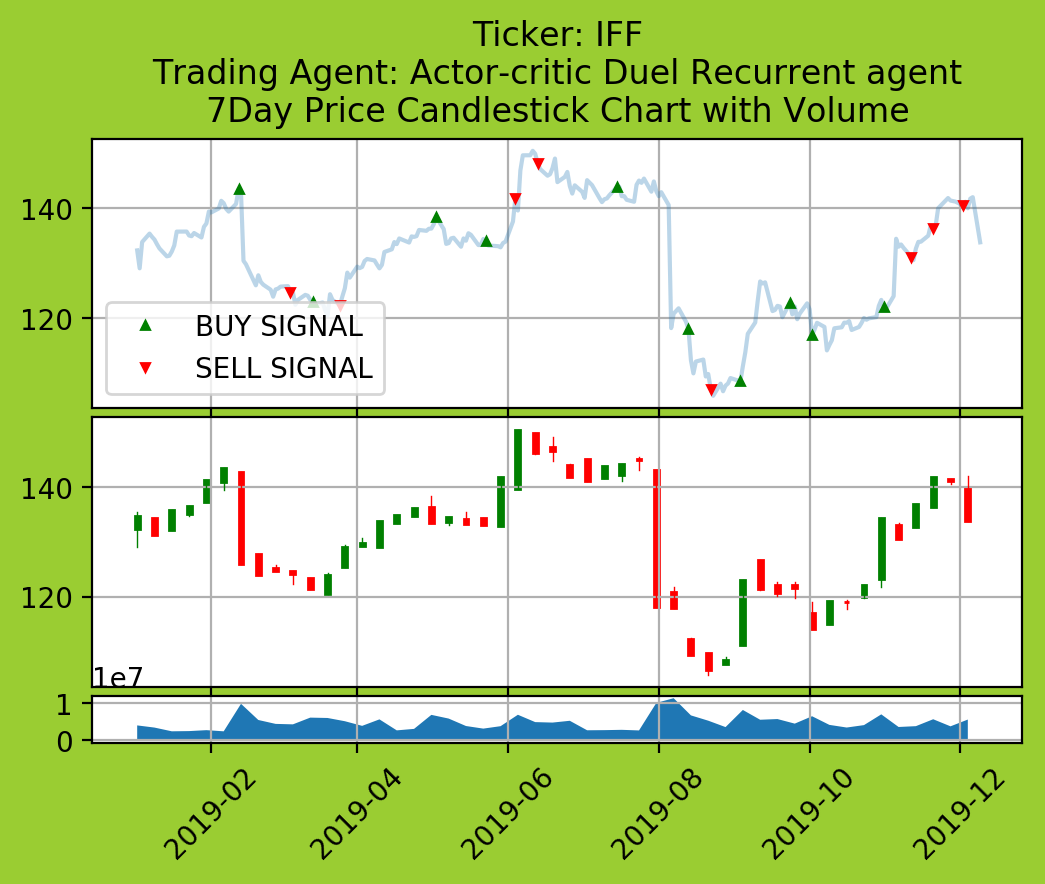 Ticker: IFF
Trading Agent: Actor-critic Duel Recurrent agent
7Day Price Candlestick Chart with Volume
140
120
BUY SIGNAL
SELL SIGNAL
140
120
1e7
1
0
2019-02
2019-04
2019-06
2019-08
2019-10
2019-12